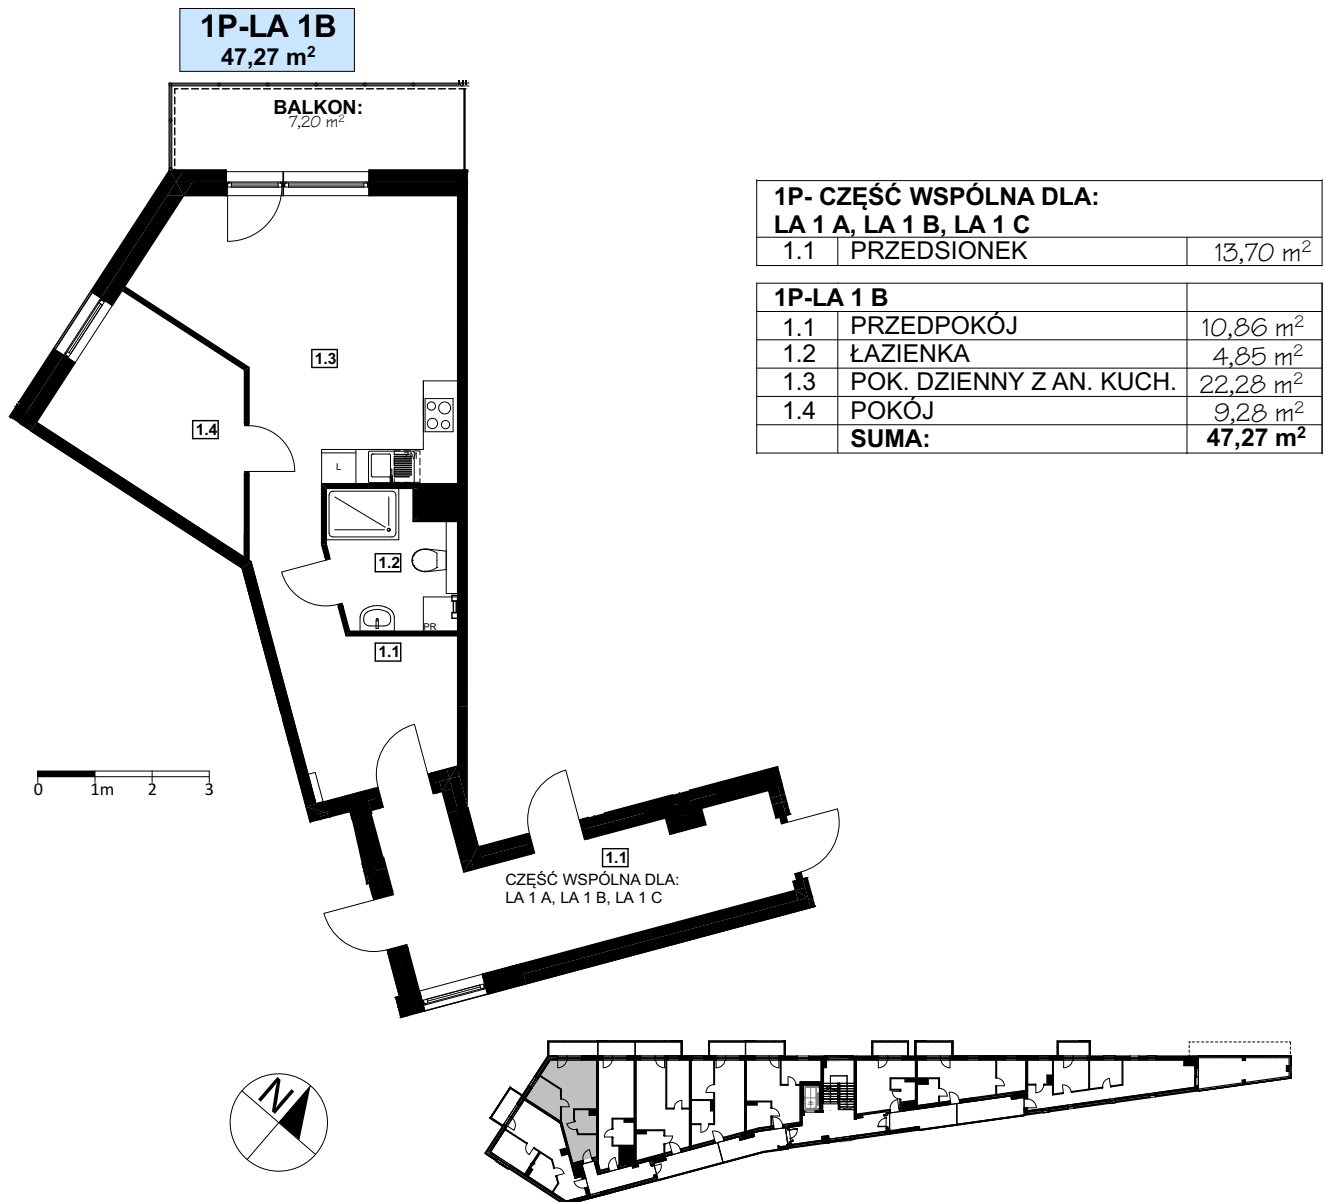 1P-LA 1B
47,27 m²
BALKON:
7,20 m²
1P- CZĘŚĆ WSPÓLNA DLA:
LA 1 A, LA 1 B, LA 1 C
1.1 PRZEDSIONEK 13,70 m²
1P-LA 1 B
1.1 PRZEDPOKÓJ 10,86 m²
1.2 ŁAZIENKA 4,85 m²
1.3 POK. DZIENNY Z AN. KUCH. 22,28 m²
1.4 POKÓJ 9,28 m²
SUMA: 47,27 m²
1.3
1.4
L
ZM
1.2
PR
1.1
0 1m 2 3
1.1
CZĘŚĆ WSPÓLNA DLA:
LA 1 A, LA 1 B, LA 1 C
N